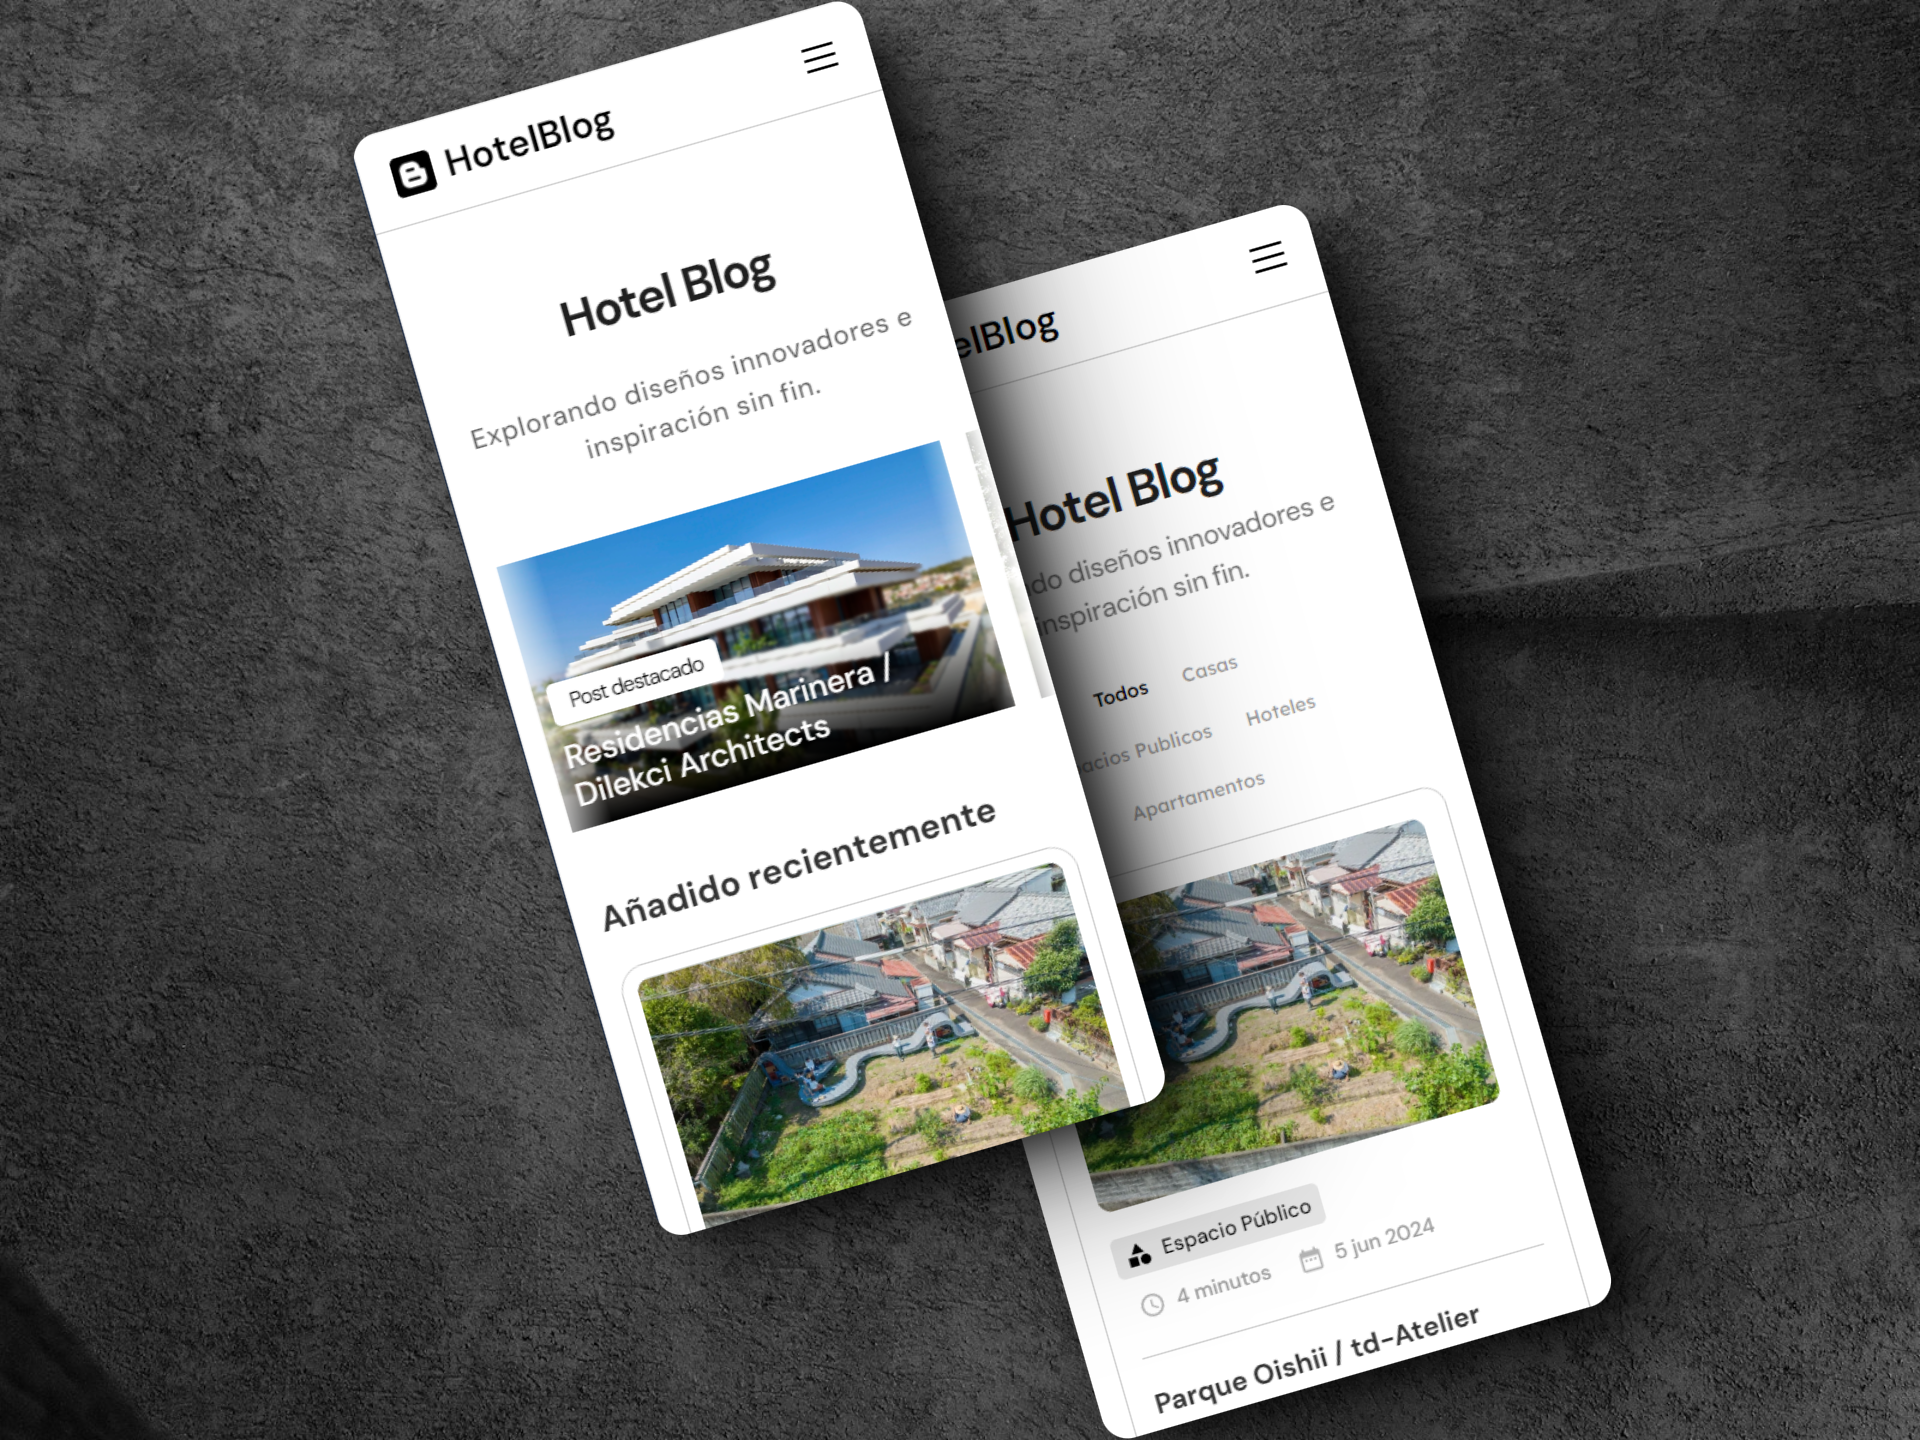 HotelBlog
Hotel Blog
Explorando diseños innovadores e
inspiración sin fin.
Post destacado
Residencias Marinera /
Dilekci Architects
Añadido recientemente
elBlog
Hotel Blog
do diseños innovadores e
inspiración sin fin.
Todos Casas
acios Publicos Hoteles
Apartamentos
Espacio Público
4 minutos 5 jun 2024
Parque Oishii / td-Atelier